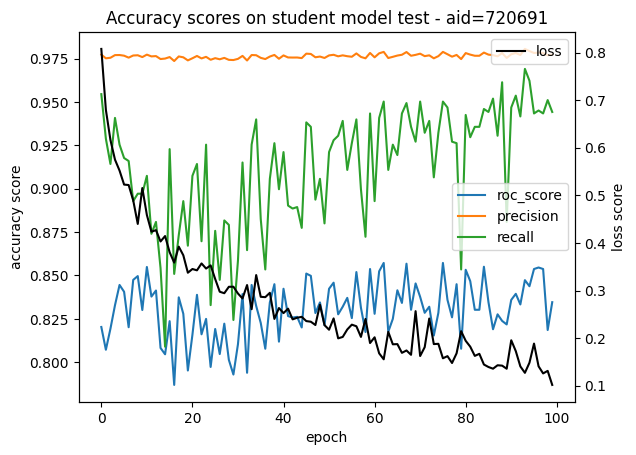 Accuracy scores on student model test - aid=720691
accuracy score
0.975
0.950
0.925
0.900
0.875
0.850
0.825
0.800
loss
roc_score
precision
recall
0.8
0.7
0.6
0.5
0.4
0.3
0.2
0.1
loss score
0
20
40
60
80
100
epoch